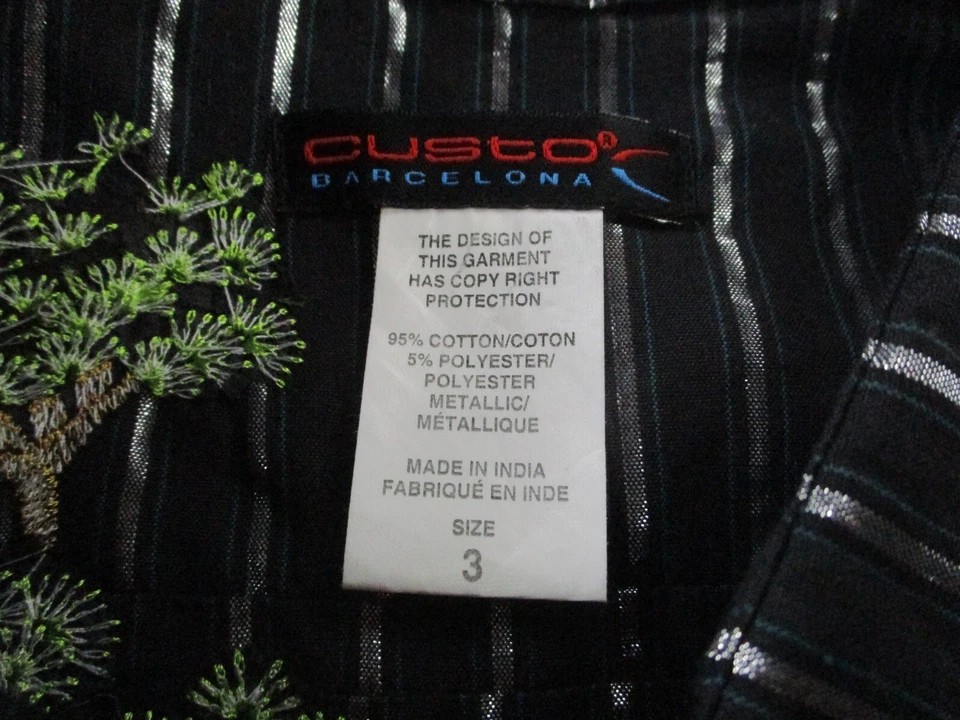 custo®
BARCELONA
THE DESIGN OF
THIS GARMENT
HAS COPY RIGHT
PROTECTION
95% COTTON/COTON
5% POLYESTER/
POLYESTER
METALLIC/
MÉTALLIQUE
MADE IN INDIA
FABRIQUÉ EN INDE
SIZE
3